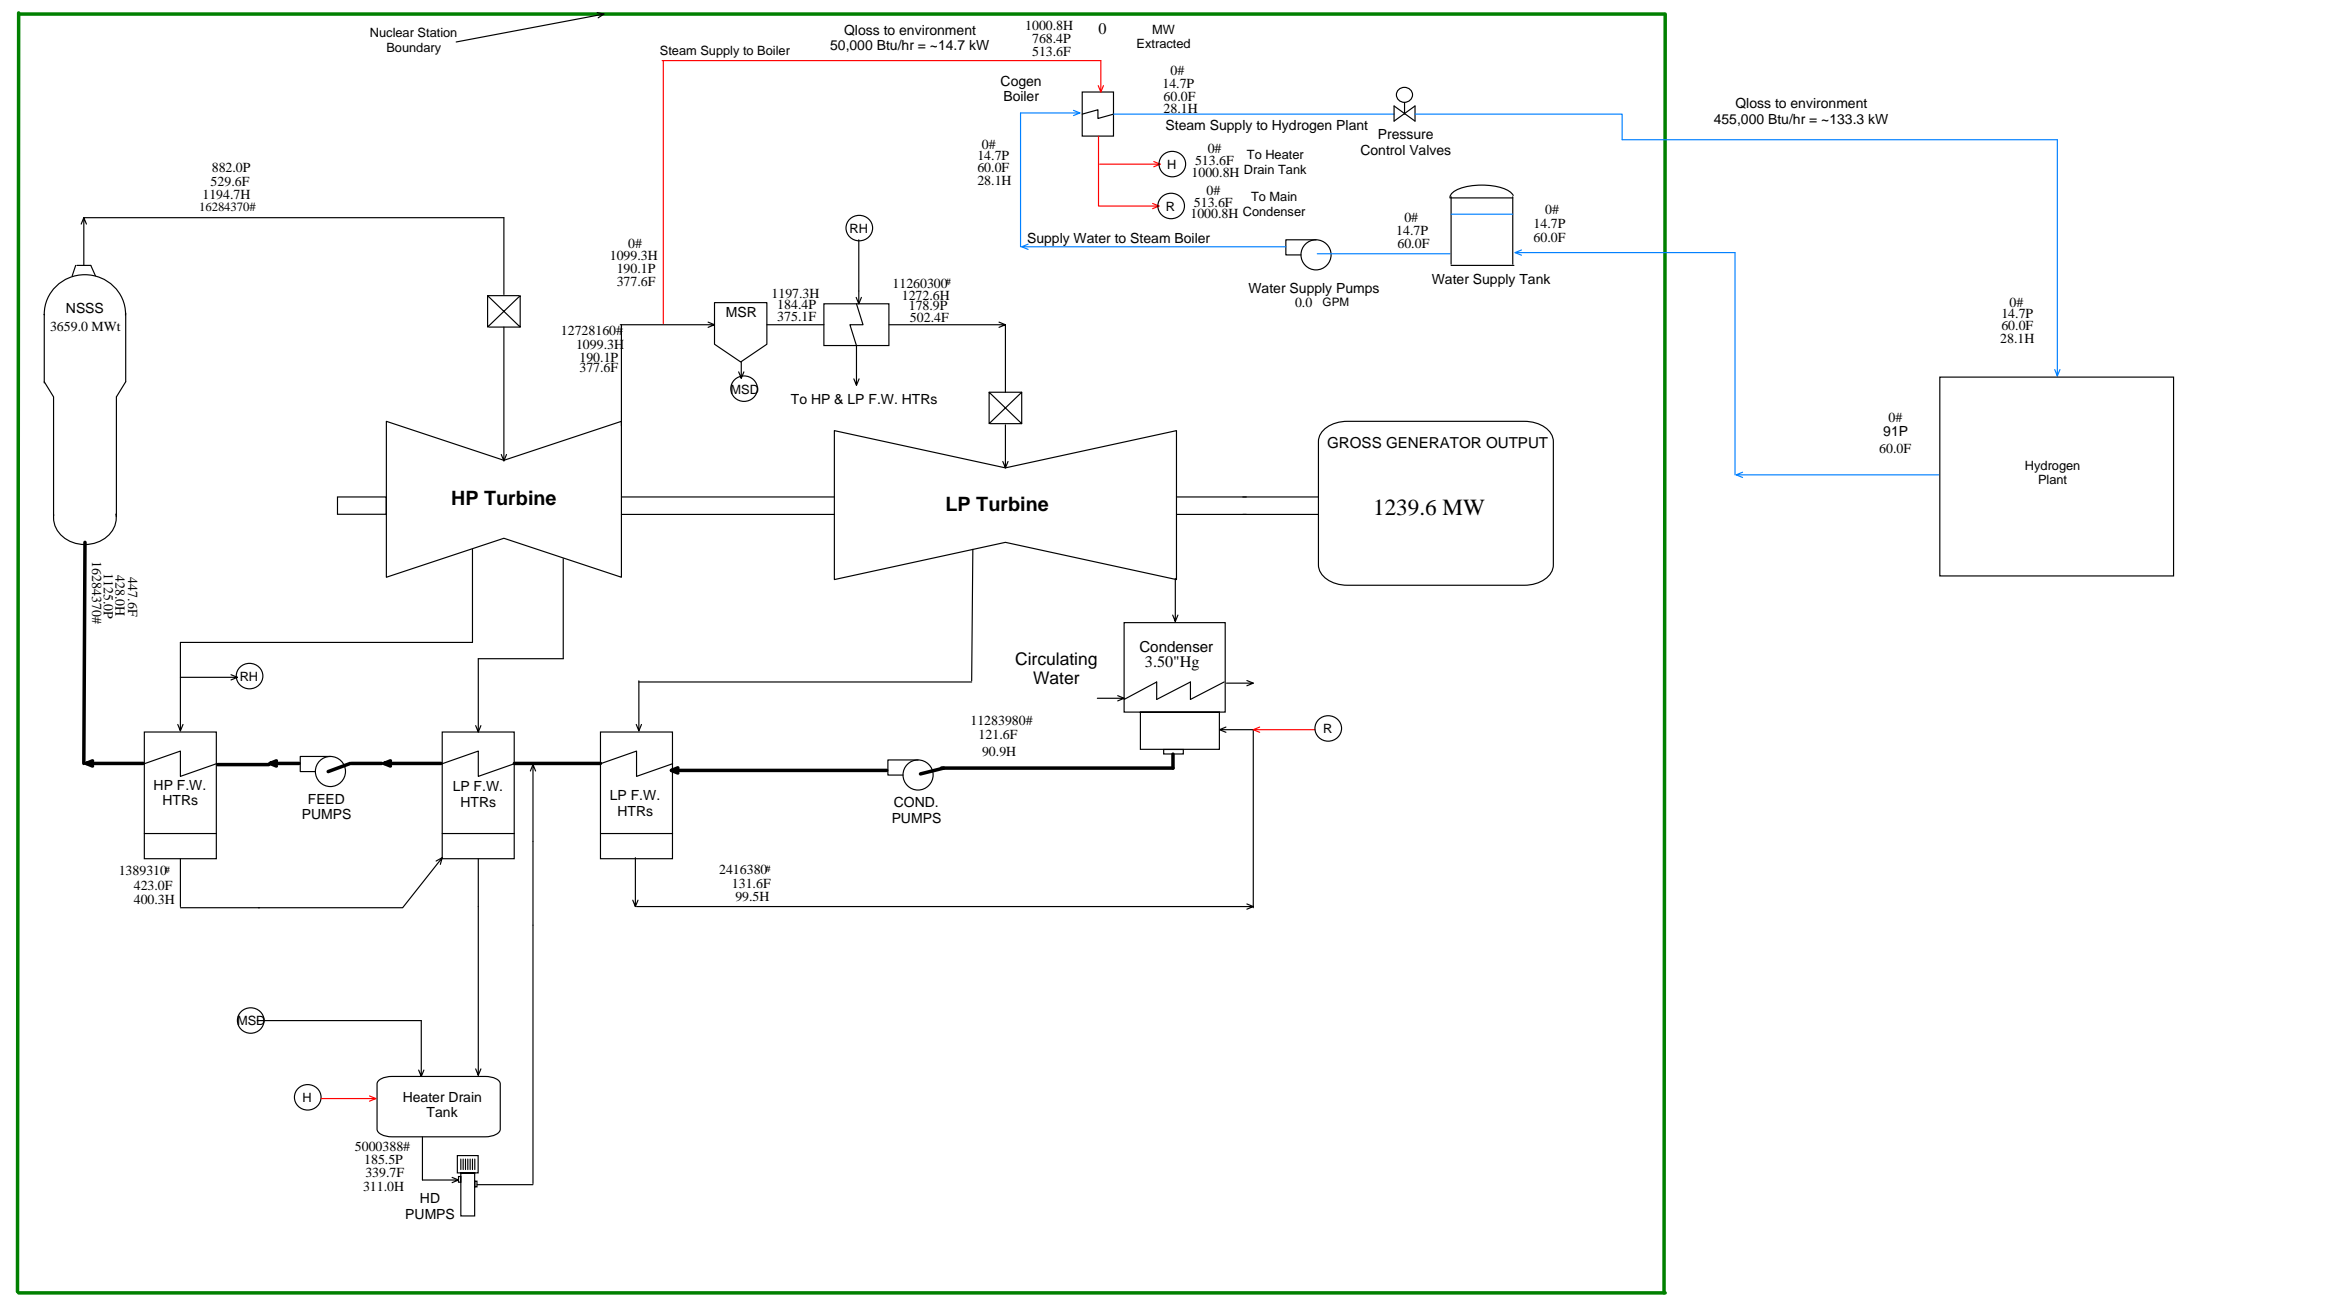 Nuclear Station
Boundary
Qloss to environment
50,000 Btu/hr = ~14.7 kW
Steam Supply to Boiler
1000.8H
768.4P
513.6F
0
MW
Extracted
Cogen
Boiler
0#
14.7P
60.0F
28.1H
Steam Supply to Hydrogen Plant
Pressure
Control Valves
Qloss to environment
455,000 Btu/hr = ~133.3 kW
0#
14.7P
60.0F
28.1H
H
0#
513.6F
1000.8H
To Heater
Drain Tank
R
0#
513.6F
1000.8H
To Main
Condenser
Supply Water to Steam Boiler
0#
14.7P
60.0F
0#
14.7P
60.0F
Water Supply Tank
Water Supply Pumps
0.0 GPM
882.0P
529.6F
1194.7H
16284370#
NSSS
3659.0 MWt
0#
1099.3H
190.1P
377.6F
RH
12728160#
1099.3H
190.1P
377.6F
MSR
MSD
1197.3H
184.4P
375.1F
11260300#
1272.6H
178.9P
502.4F
To HP & LP F.W. HTRs
0#
14.7P
60.0F
28.1H
0#
91P
60.0F
Hydrogen
Plant
HP Turbine
LP Turbine
GROSS GENERATOR OUTPUT
1239.6 MW
447.6F
428.0H
1125.0P
16284370#
RH
Circulating
Water
Condenser
3.50"Hg
R
11283980#
121.6F
90.9H
HP F.W.
HTRs
FEED
PUMPS
LP F.W.
HTRs
LP F.W.
HTRs
COND.
PUMPS
1389310#
423.0F
400.3H
2416380#
131.6F
99.5H
MSD
H
Heater Drain
Tank
5000388#
185.5P
339.7F
311.0H
HD
PUMPS